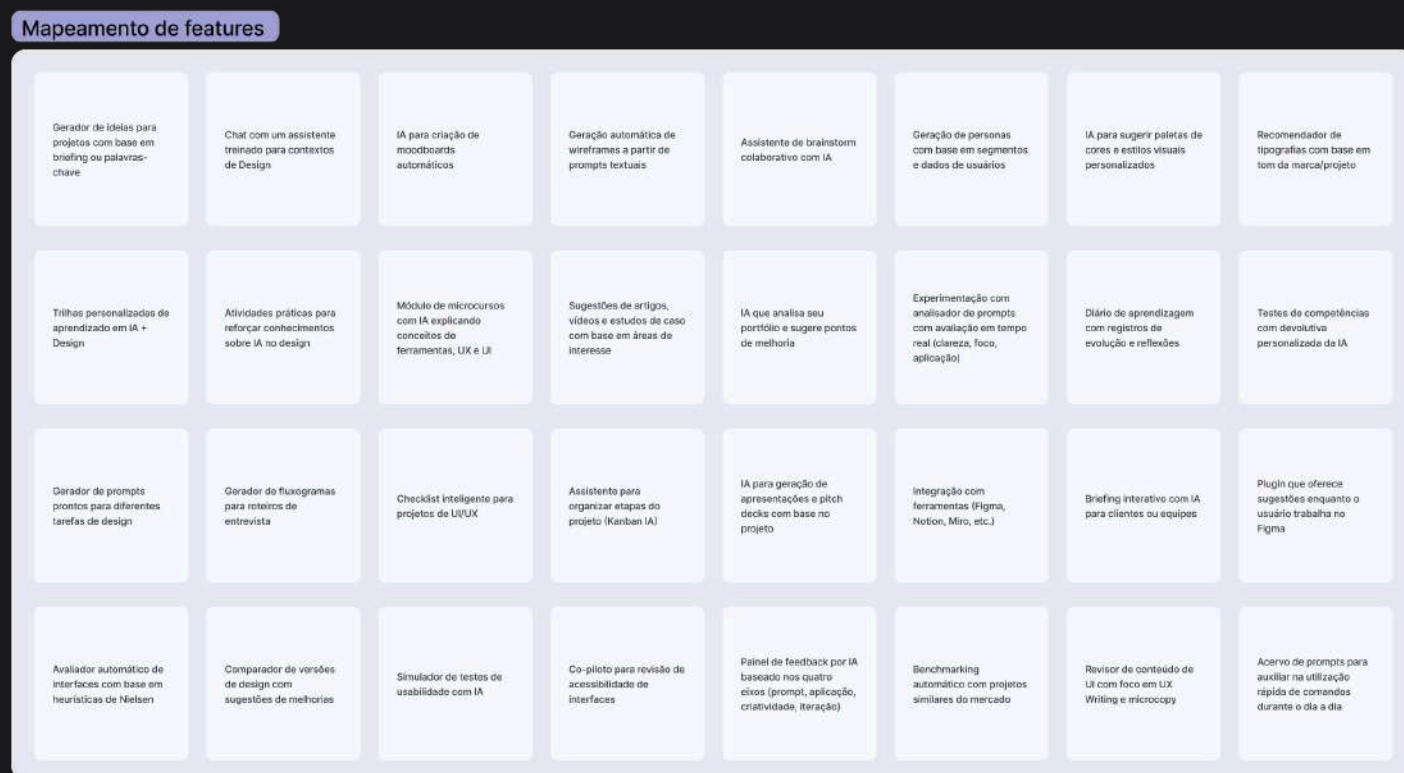 Mapeamento de features
Gerador de ideias para
projetos com base em
briefing ou palavras-
chave
Chat com um assistente
treinado para contextos
de Design
IA para criação de
moodboards
automáticos
Geração automática de
wireframes a partir de
prompts textuais
Assistente de brainstorm
colaborativo com IA
Geração de personas
com base em segmentos
e dados de usuários
IA para sugerir paletas de
cores e estilos visuais
personalizados
Recomendador de
tipografias com base em
tom da marca/projeto
Trilhas personalizadas de
aprendizado em IA +
Design
Atividades práticas para
reforçar conhecimentos
sobre IA no design
Módulo de microcursos
com IA explicando
conceitos de
ferramentas, UX e UI
Sugestões de artigos,
vídeos e estudos de caso
com base em áreas de
interesse
IA que analisa seu
portfólio e sugere pontos
de melhoria
Experimentação com
analisador de prompts
com avaliação em tempo
real (clareza, foco,
aplicação)
Diário de aprendizagem
com registros de
evolução e reflexões
Testes de competências
com devolutiva
personalizada da IA
Gerador de prompts
prontos para diferentes
tarefas de design
Gerador de fluxogramas
para roteiros de
entrevista
Checklist inteligente para
projetos de UI/UX
Assistente para
organizar etapas do
projeto (Kanban IA)
IA para geração de
apresentações e pitch
decks com base no
projeto
Integração com
ferramentas (Figma,
Notion, Miro, etc.)
Briefing interativo com IA
para clientes ou equipes
Plugin que oferece
sugestões enquanto o
usuário trabalha no
Figma
Avaliador automático de
interfaces com base em
heurísticas de Nielsen
Comparador de versões
de design com
sugestões de melhorias
Simulador de testes de
usabilidade com IA
Co-piloto para revisão de
acessibilidade de
interfaces
Painel de feedback por IA
baseado nos quatro
eixos (prompt, aplicação,
criatividade, iteração)
Benchmarking
automático com projetos
similares do mercado
Revisor de conteúdo de
UI com foco em UX
Writing e microcopy
Acervo de prompts para
auxiliar na utilização
rápida de comandos
durante o dia a dia